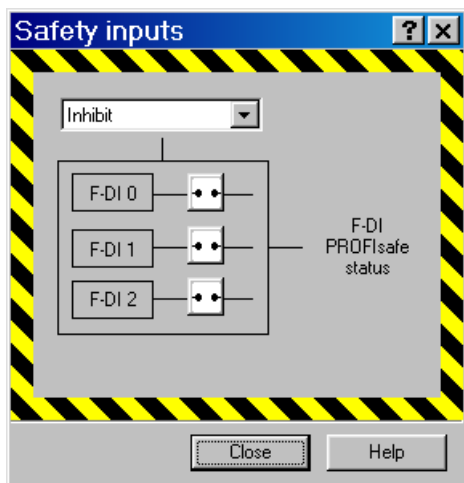 Safety inputs
?
Inhibit
F-DI 0
F-DI 1
F-DI 2
F-DI
PROFIsafe
status
Close
Help